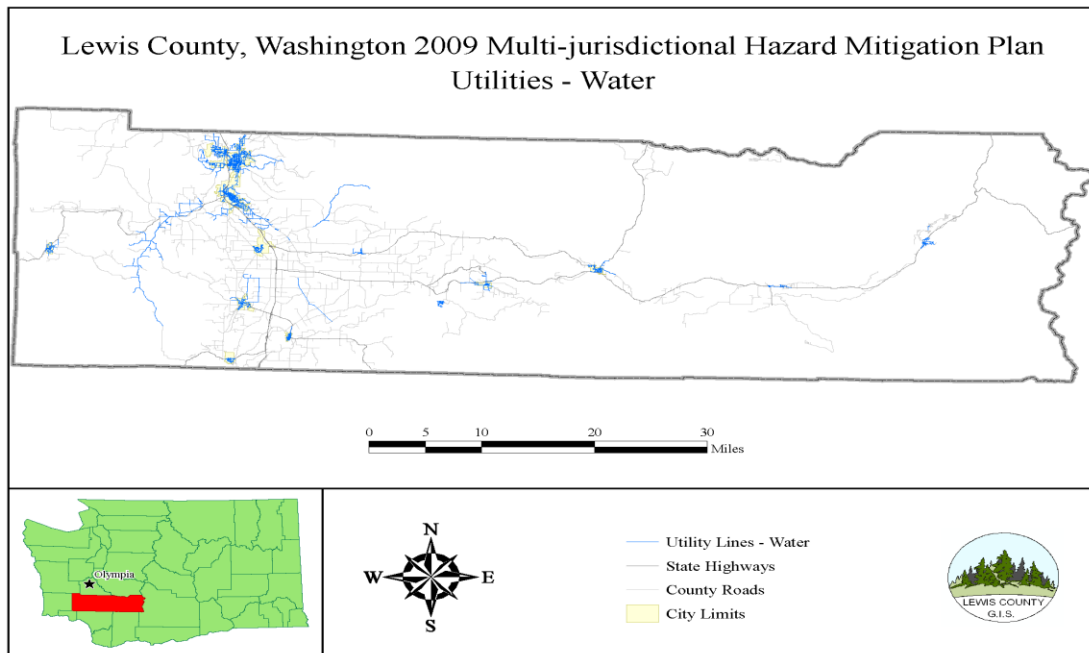 Lewis County, Washington 2009 Multi-jurisdictional Hazard Mitigation Plan
Utilities - Water
0 5 10 20 30
Miles
Olympia
N
W E
S
Utility Lines - Water
State Highways
County Roads
City Limits
LEWIS COUNTY
G.I.S.